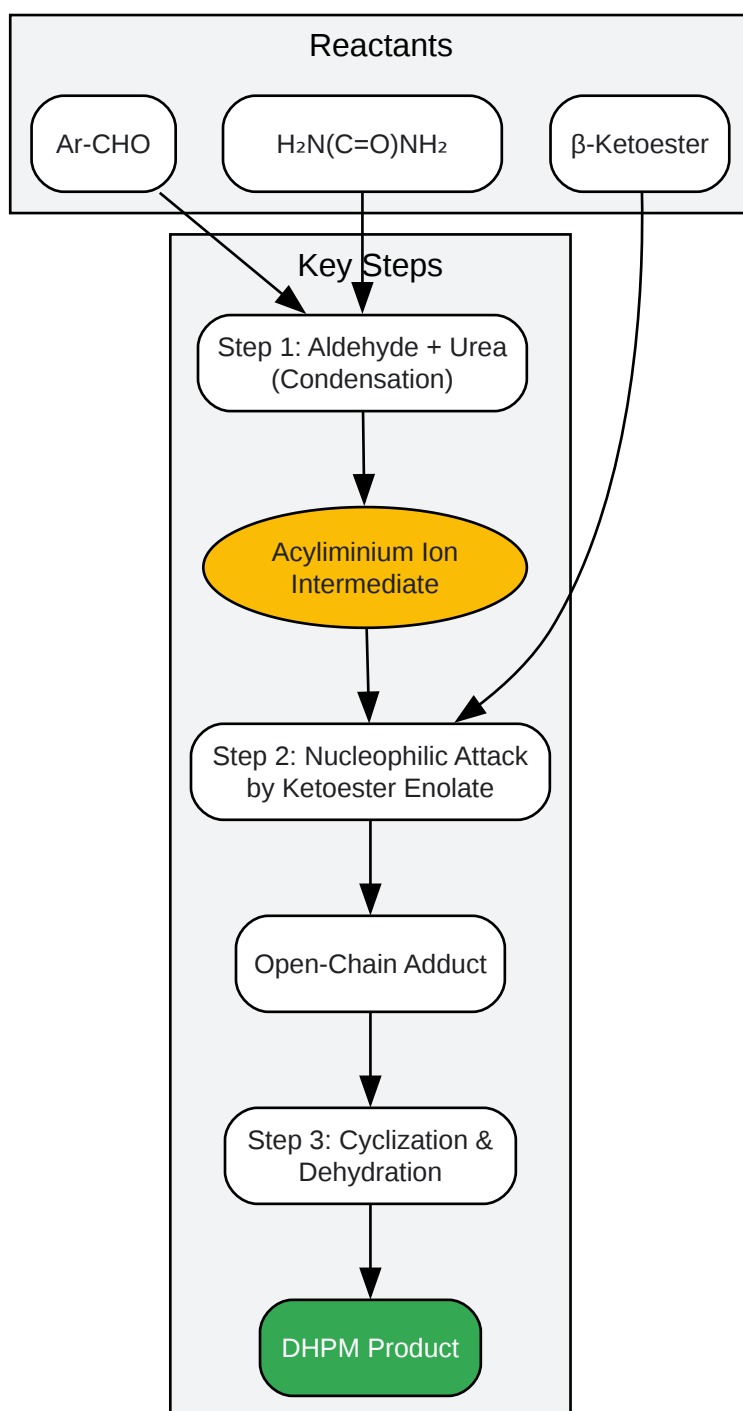 Reactants
Ar-CHO
H₂N(C=O)NH₂
β-Ketoester
Key Steps
Step 1: Aldehyde + Urea
(Condensation)
Acyliminium Ion
Intermediate
Step 2: Nucleophilic Attack
by Ketoester Enolate
Open-Chain Adduct
Step 3: Cyclization &
Dehydration
DHPM Product